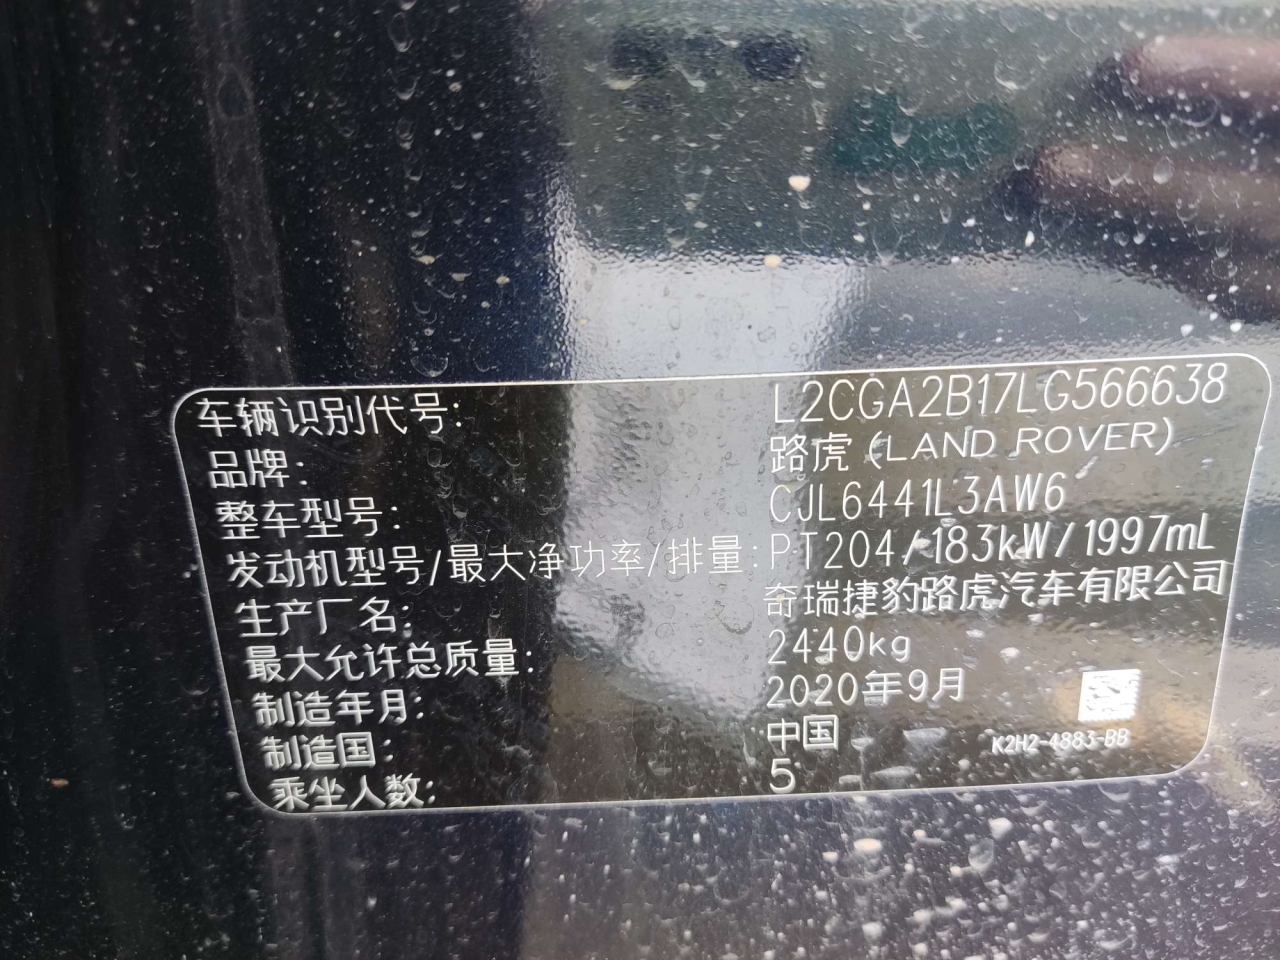 车辆识别代号: L2CGA2B17LG566638
品牌: 路虎 (LAND ROVER)
整车型号: CJL6441L3AW6
发动机型号/最大净功率/排量: PT204/183kW/1997mL
生产厂名: 奇瑞捷豹路虎汽车有限公司
最大允许总质量: 2440kg
制造年月: 2020年9月
制造国: 中国
乘坐人数: 5
K2H2-4883-BB